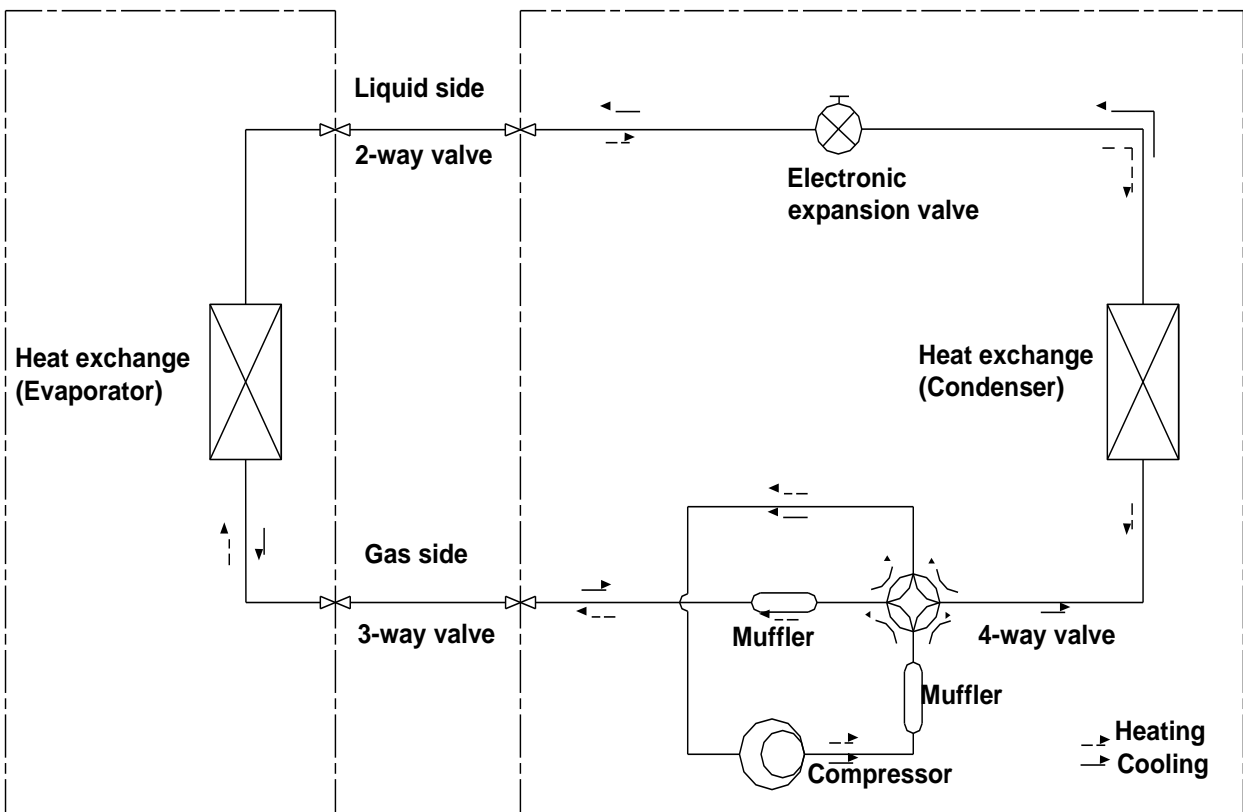 Liquid side
2-way valve
Electronic
expansion valve
Heat exchange
(Evaporator)
Heat exchange
(Condenser)
Gas side
3-way valve
Muffler
4-way valve
Muffler
Compressor
Heating
Cooling